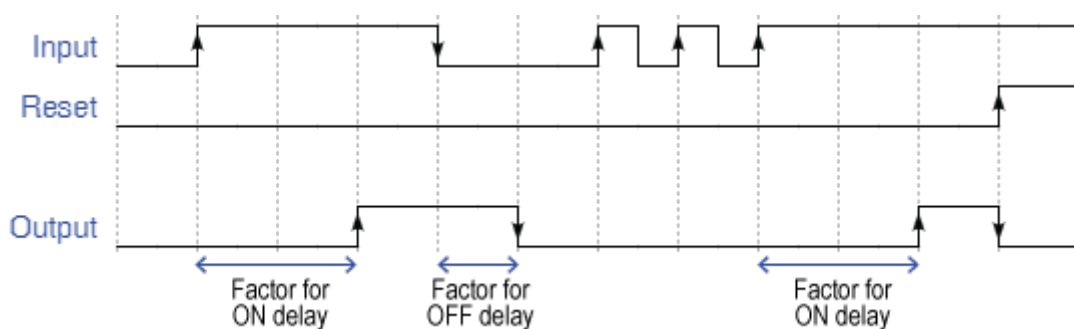 Input
Reset
Output
Factor for
ON delay
Factor for
OFF delay
Factor for
ON delay